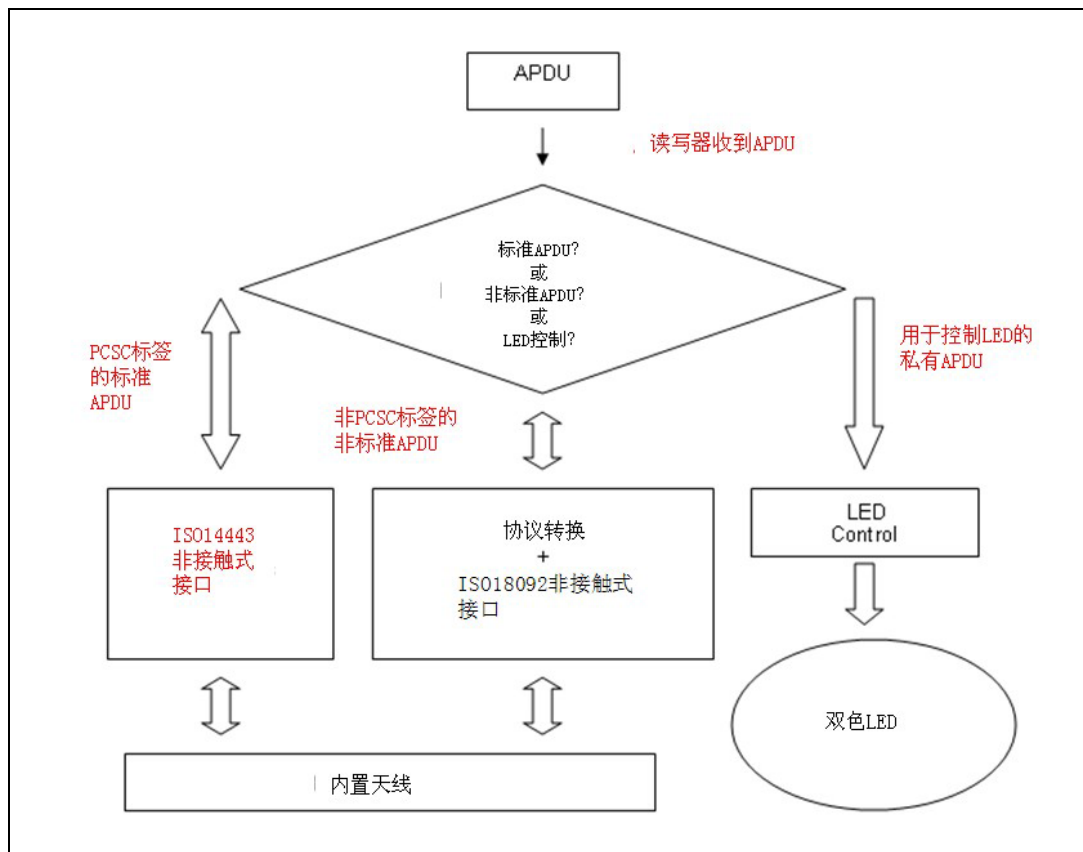 APDU
读写器收到APDU
标准APDU?
或
非标准APDU?
或
LED控制?
PCSC标签
的标准
APDU
非PCSC标签的
非标准APDU
用于控制LED的
私有APDU
ISO14443
非接触式
接口
协议转换
+
ISO18092非接触式
接口
LED
Control
双色LED
内置天线